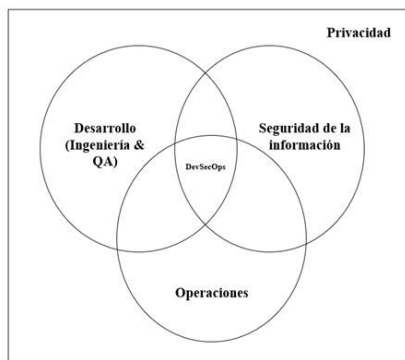 Privacidad
Desarrollo
(Ingeniería &
QA)
Seguridad de la
información
DevSecOps
Operaciones